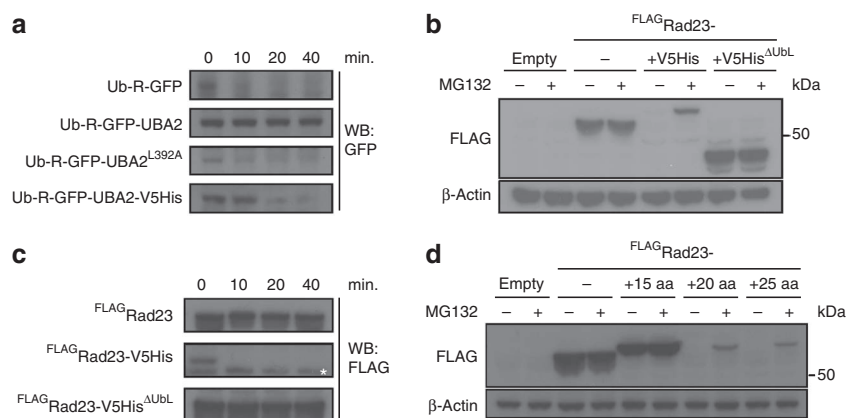 a
0 10 20 40 min.
Ub-R-GFP
Ub-R-GFP-UBA2
Ub-R-GFP-UBA2L392A
Ub-R-GFP-UBA2-V5His
WB:
GFP
b
FLAGRad23-
Empty – +V5His +V5HisΔUbL
MG132 – + – + – + – + kDa
FLAG
50
β-Actin
c
0 10 20 40 min.
FLAGRad23
FLAGRad23-V5His
*
FLAGRad23-V5HisΔUbL
WB:
FLAG
d
FLAGRad23-
Empty – +15 aa +20 aa +25 aa
MG132 – + – + – + – + – + kDa
FLAG
50
β-Actin